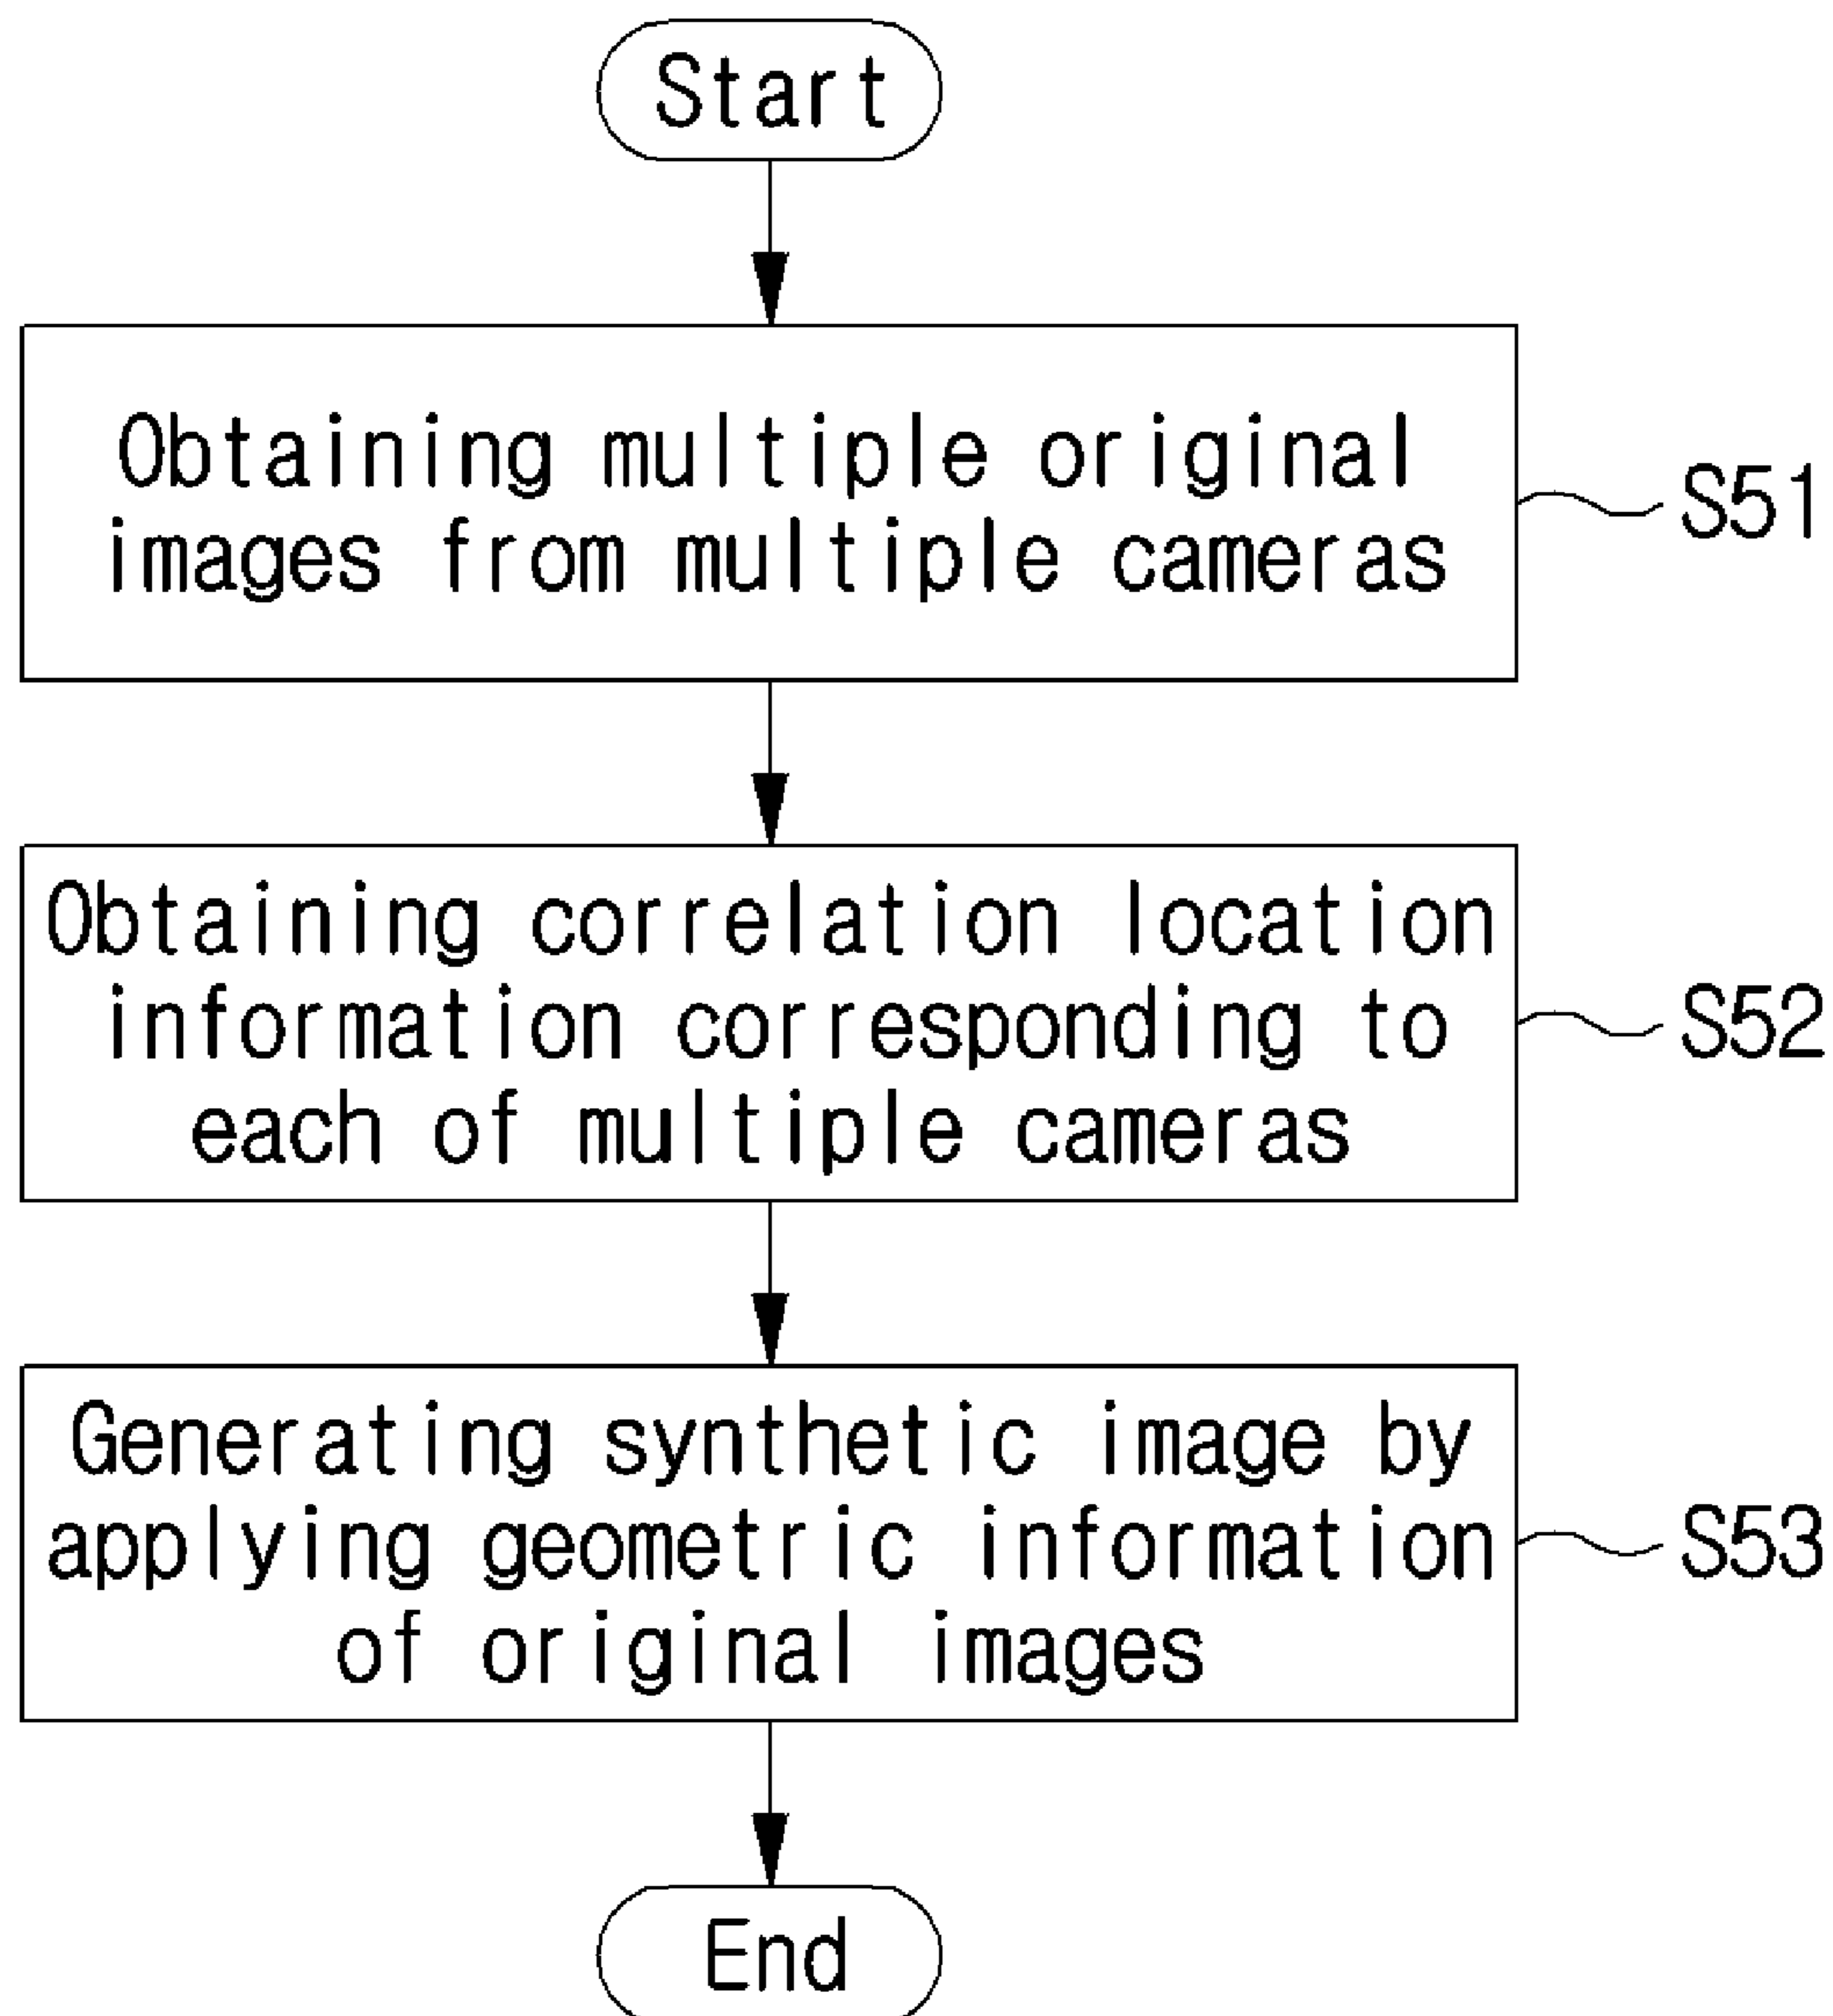 Start
Obtaining multiple original
images from multiple cameras
S51
Obtaining correlation location
information corresponding to
each of multiple cameras
S52
Generating synthetic image by
applying geometric information
of original images
S53
End